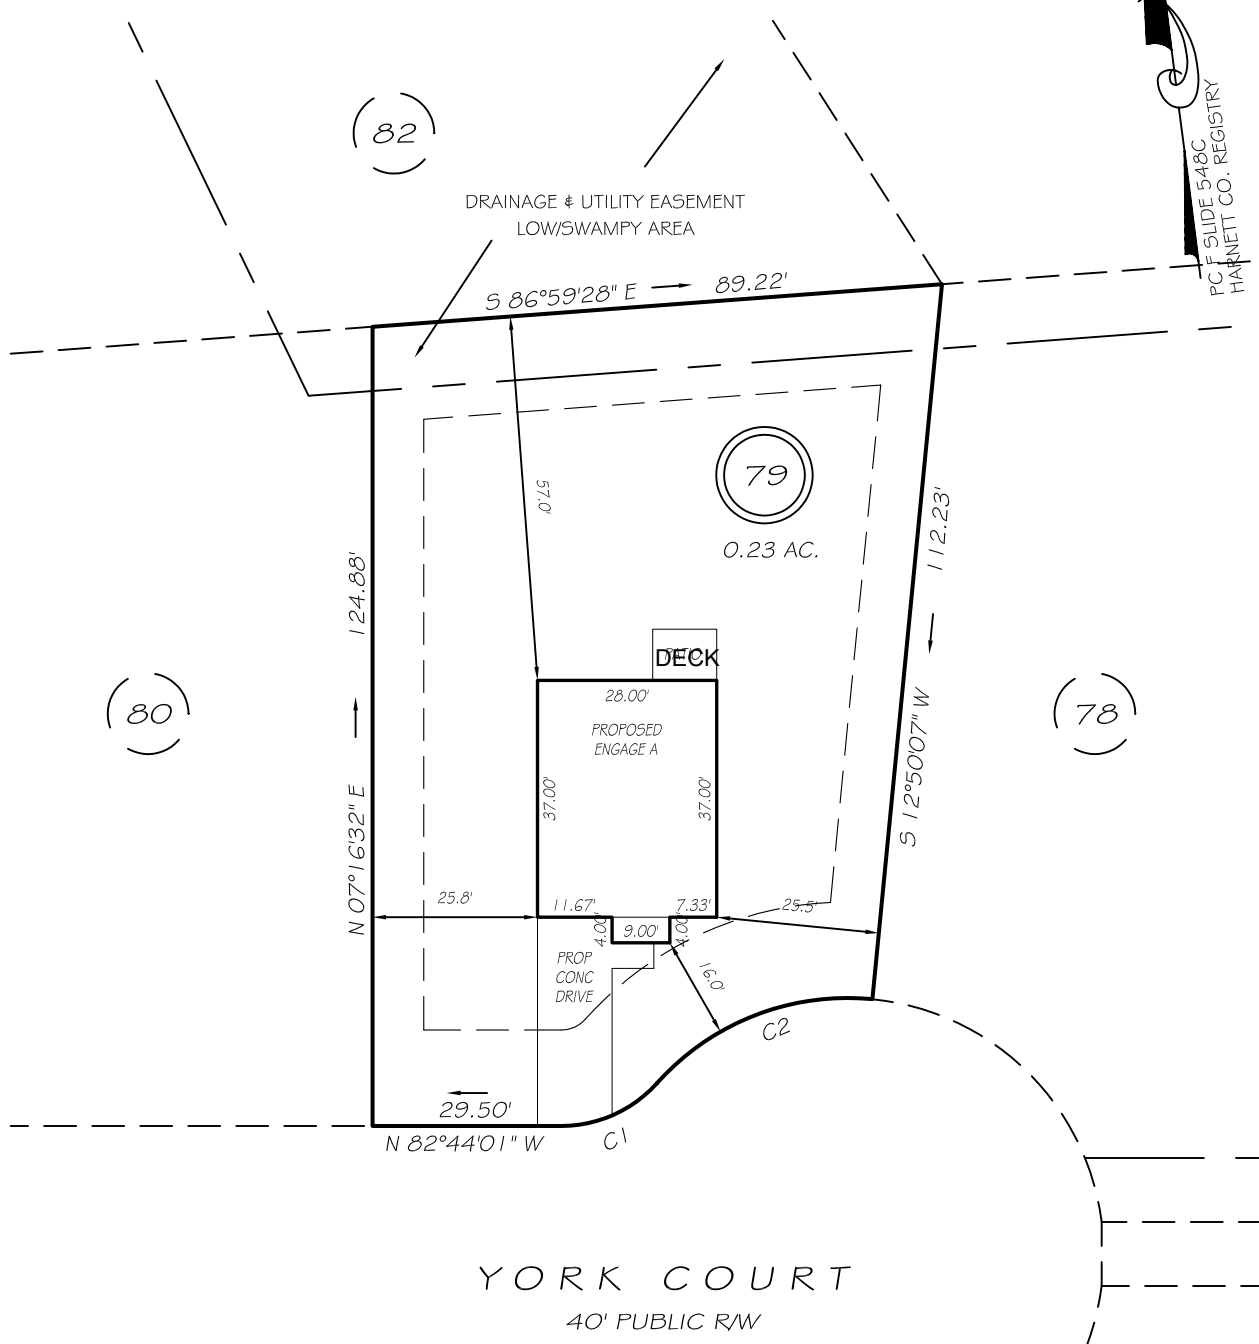 82
PC F SLIDE 548C
HARNETT CO. REGISTRY
DRAINAGE & UTILITY EASEMENT
LOW/SWAMPY AREA
S 86°59'28" E
89.22'
79
0.23 AC.
57.0'
112.23'
S 12°50'07" W
124.88'
N 07°16'32" E
80
78
PATIO
DECK
28.00'
PROPOSED
ENGAGE A
37.00'
37.00'
25.8'
11.67'
7.33'
25.5'
4.00'
9.00'
4.00'
PROP
CONC
DRIVE
16.0'
C2
29.50'
N 82°44'01" W
C1
YORK COURT
40' PUBLIC R/W